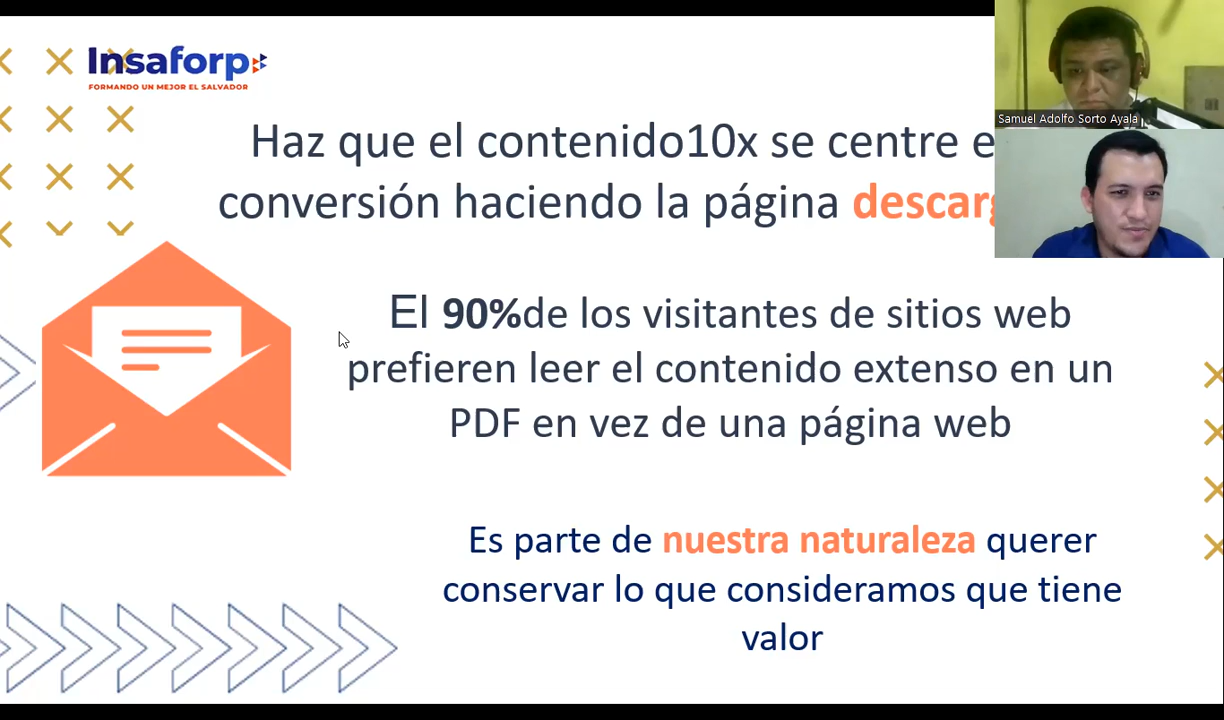 Insaforp
FORMANDO UN MEJOR EL SALVADOR
Samuel Adolfo Sorto Ayala
Haz que el contenido10x se centre
conversión haciendo la página
El 90%de los visitantes de sitios web
prefieren leer el contenido extenso en un
PDF en vez de una página web
Es parte de nuestra naturaleza querer
conservar lo que consideramos que tiene
valor